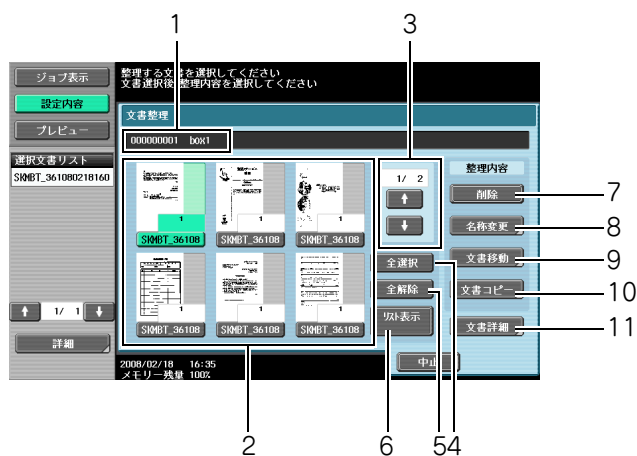 1
3
ジョブ表示
設定内容
プレビュー
整理する文書を選択してください
文書選択後 整理内容を選択してください
文書整理
000000001 box1
選択文書リスト
SKMBT_361080218160
1/ 1
詳細
1
1
1
SKMBT_36108
SKMBT_36108
SKMBT_36108
1
1
1
SKMBT_36108
SKMBT_36108
SKMBT_36108
1/ 2
全選択
全解除
リスト表示
整理内容
削除
名称変更
文書移動
文書コピー
文書詳細
7
8
9
10
11
2008/02/18 16:35
メモリー残量 100%
中止
2
6
5
4